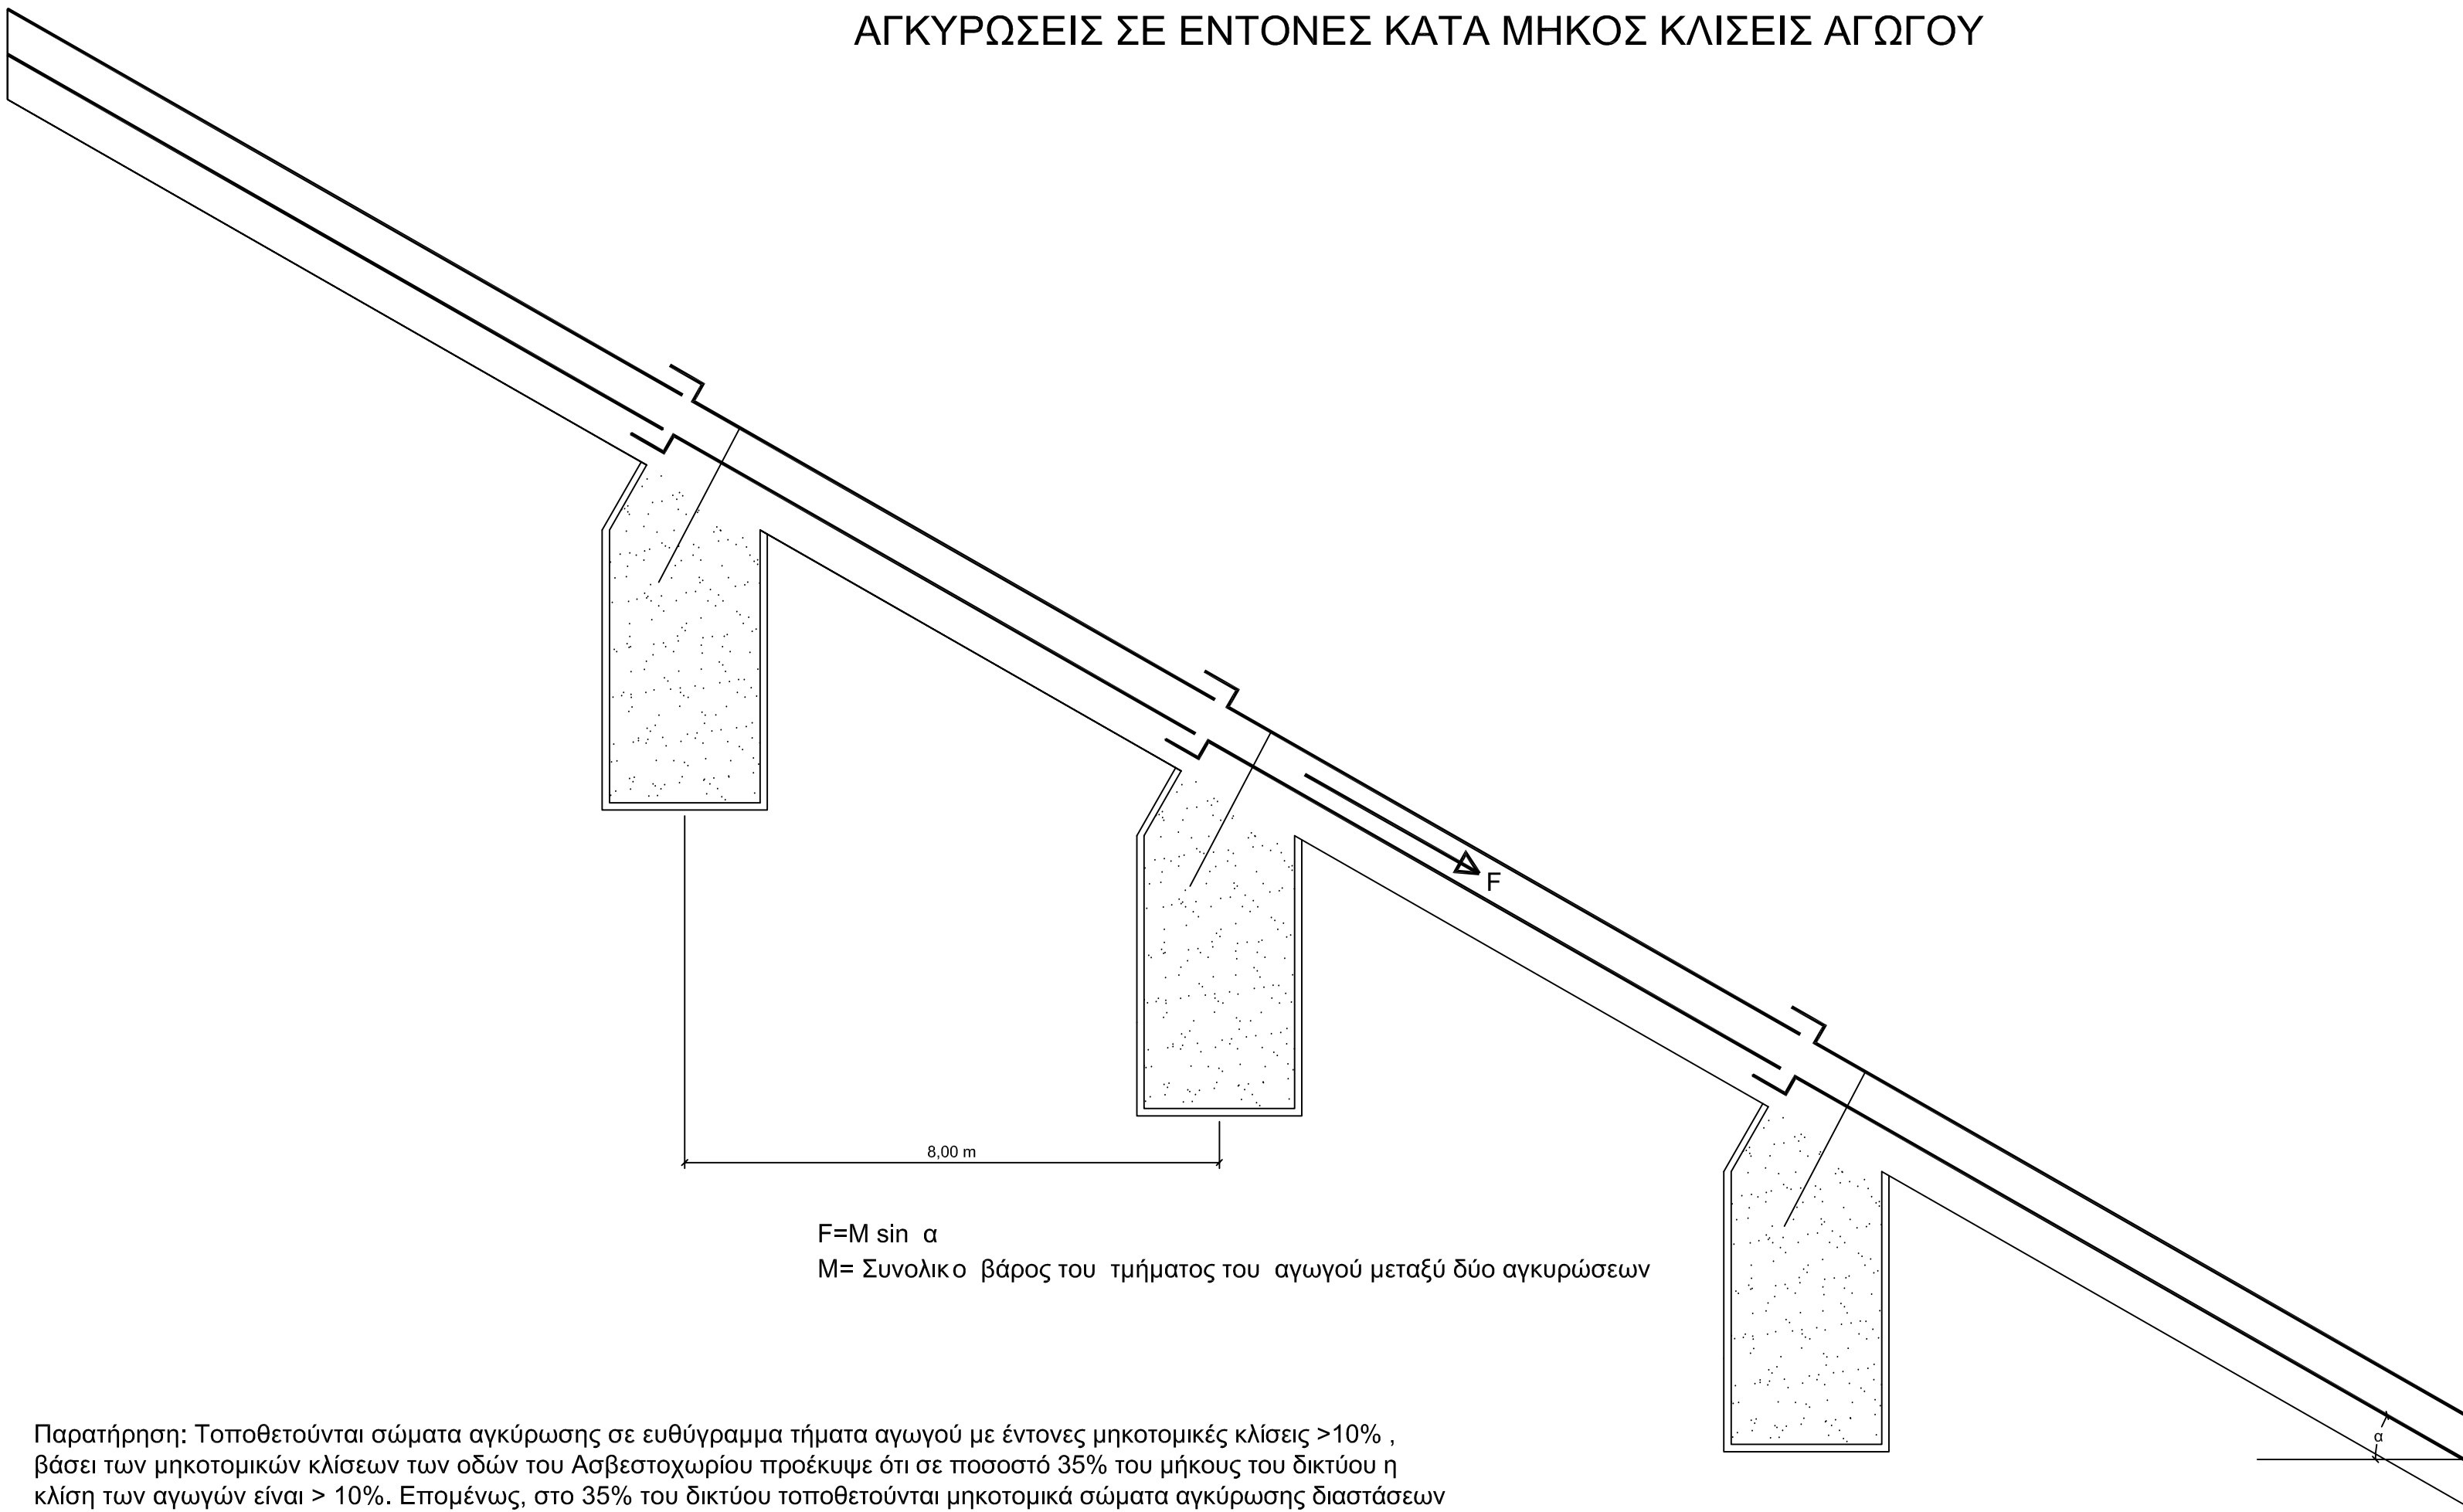 ΑΓΚΥΡΩΣΕΙΣ ΣΕ ΕΝΤΟΝΕΣ ΚΑΤΑ ΜΗΚΟΣ ΚΛΙΣΕΙΣ ΑΓΩΓΟΥ
F
8,00 m
F=M sin α
M= Συνολικο βάρος του τμήματος του αγωγού μεταξύ δύο αγκυρώσεων
α
Παρατήρηση: Τοποθετούνται σώματα αγκύρωσης σε ευθύγραμμα τήματα αγωγού με έντονες μηκοτομικές κλίσεις >10% ,
βάσει των μηκοτομικών κλίσεων των οδών του Ασβεστοχωρίου προέκυψε ότι σε ποσοστό 35% του μήκους του δικτύου η
κλίση των αγωγών είναι > 10%. Επομένως, στο 35% του δικτύου τοποθετούνται μηκοτομικά σώματα αγκύρωσης διαστάσεων